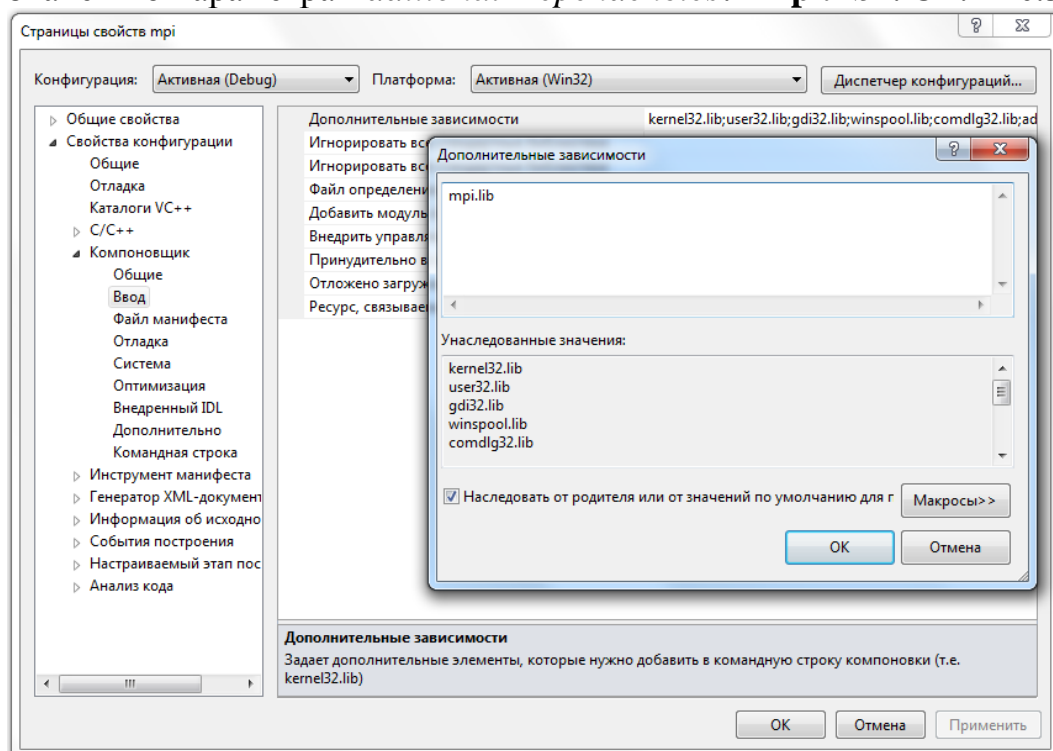 Страницы свойств mpi
Конфигурация: Активная (Debug) Платформа: Активная (Win32) Диспетчер конфигураций...
Общие свойства
Свойства конфигурации
Общие
Отладка
Каталоги VC++
C/C++
Компоновщик
Общие
Ввод
Файл манифеста
Отладка
Система
Оптимизация
Внедренный IDL
Дополнительно
Командная строка
Инструмент манифеста
Генератор XML-документ
Информация об исходно
События построения
Настраиваемый этап пос
Анализ кода
Дополнительные зависимости kernel32.lib;user32.lib;gdi32.lib;winspool.lib;comdlg32.lib;ad
Игнорировать вс
Игнорировать вс
Файл определени
Добавить модуль
Внедрить управля
Принудительно в
Отложено загруж
Ресурс, связывае
Дополнительные зависимости
mpi.lib
Унаследованные значения:
kernel32.lib
user32.lib
gdi32.lib
winspool.lib
comdlg32.lib
Наследовать от родителя или от значений по умолчанию для г Макросы>>
OK Отмена
Дополнительные зависимости
Задает дополнительные элементы, которые нужно добавить в командную строку компоновки (т.е.
kernel32.lib)
OK Отмена Применить